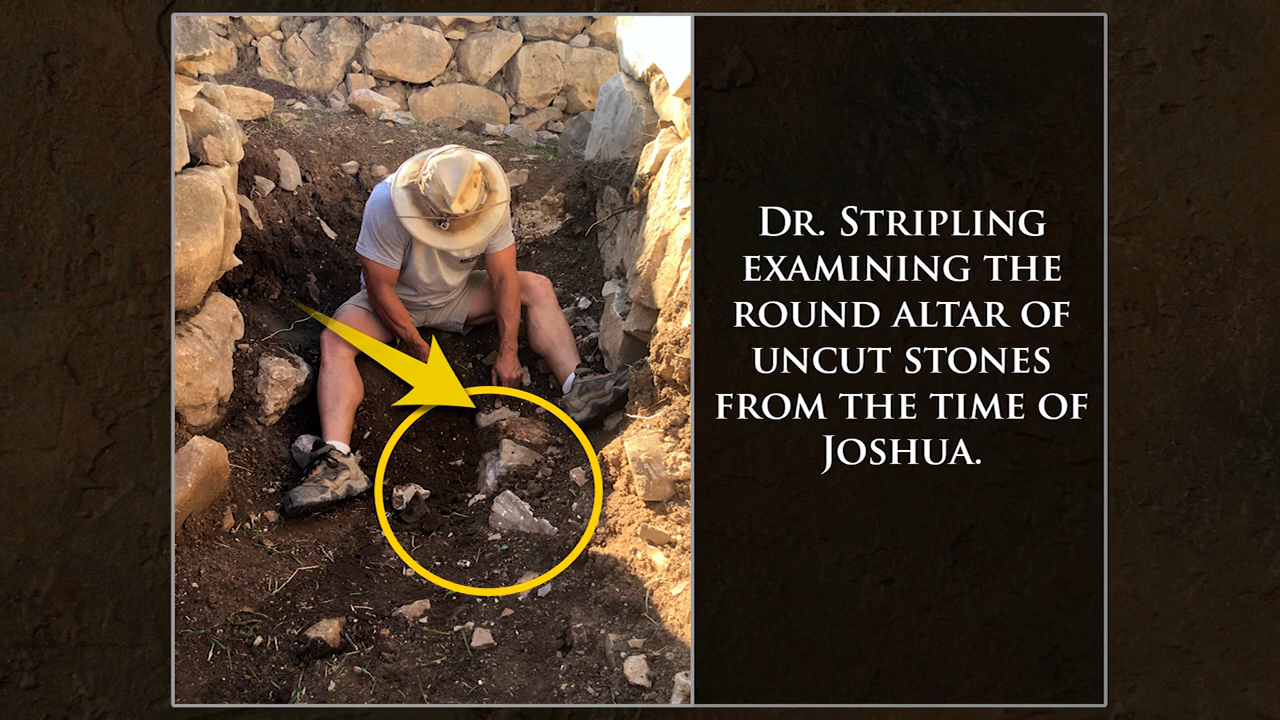 Dr. Stripling
examining the
round altar of
uncut stones
from the time of
Joshua.